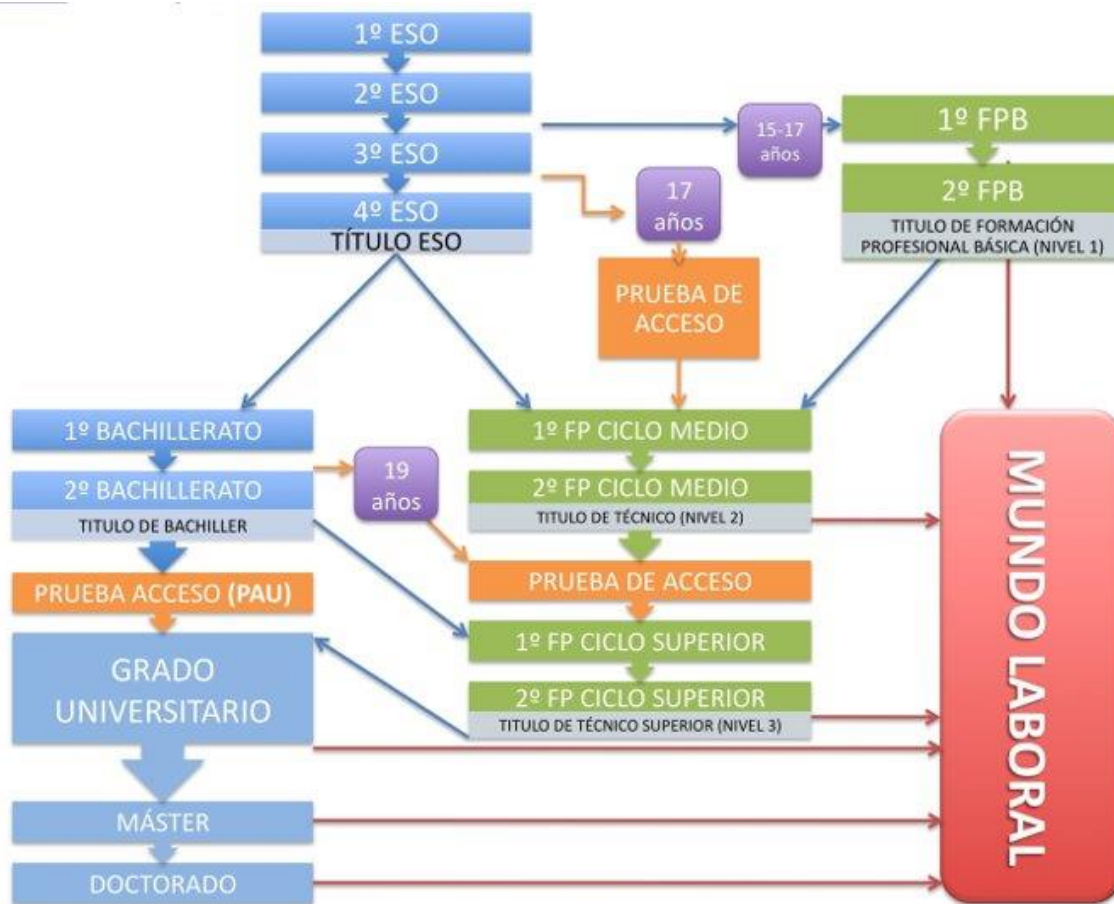 1º ESO
2º ESO
3º ESO
4º ESO
TÍTULO ESO
15-17
años
17
años
PRUEBA DE
ACCESO
1º FPB
2º FPB
TITULO DE FORMACIÓN
PROFESIONAL BÁSICA (NIVEL 1)
1º BACHILLERATO
2º BACHILLERATO
TITULO DE BACHILLER
PRUEBA ACCESO (PAU)
GRADO
UNIVERSITARIO
MÁSTER
DOCTORADO
19
años
1º FP CICLO MEDIO
2º FP CICLO MEDIO
TITULO DE TÉCNICO (NIVEL 2)
PRUEBA DE ACCESO
1º FP CICLO SUPERIOR
2º FP CICLO SUPERIOR
TITULO DE TÉCNICO SUPERIOR (NIVEL 3)
MUNDO LABORAL